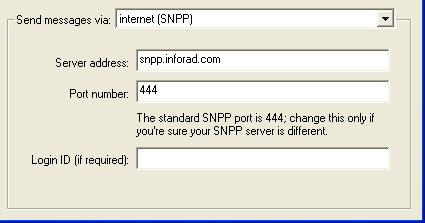 Send messages via: internet (SNPP)
Server address: snpp.inforad.com
Port number: 444
The standard SNPP port is 444; change this only if
you're sure your SNPP server is different.
Login ID (if required):